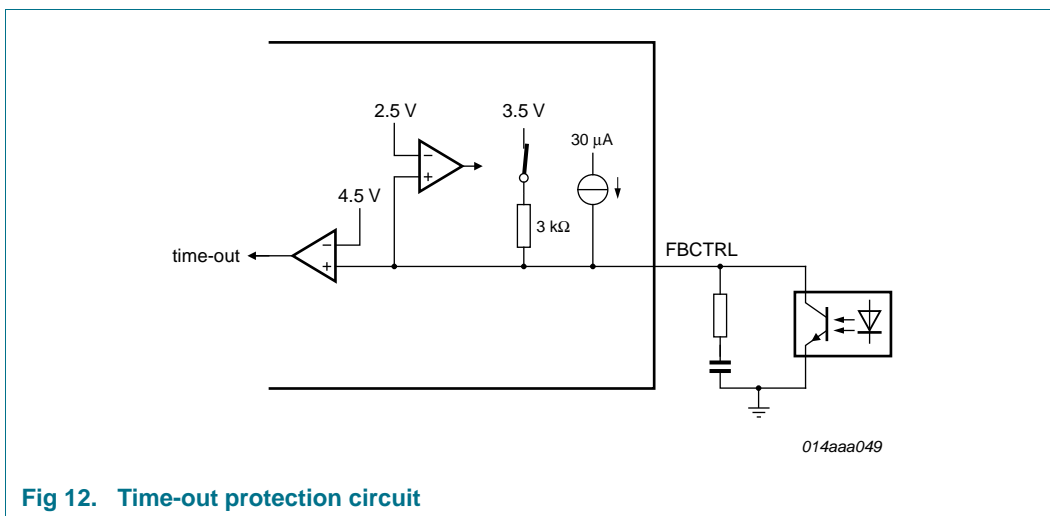 2.5 V
3.5 V
30 µA
4.5 V
3 kΩ
time-out
FBCTRL
−
+
−
+
014aaa049
Fig 12. Time-out protection circuit